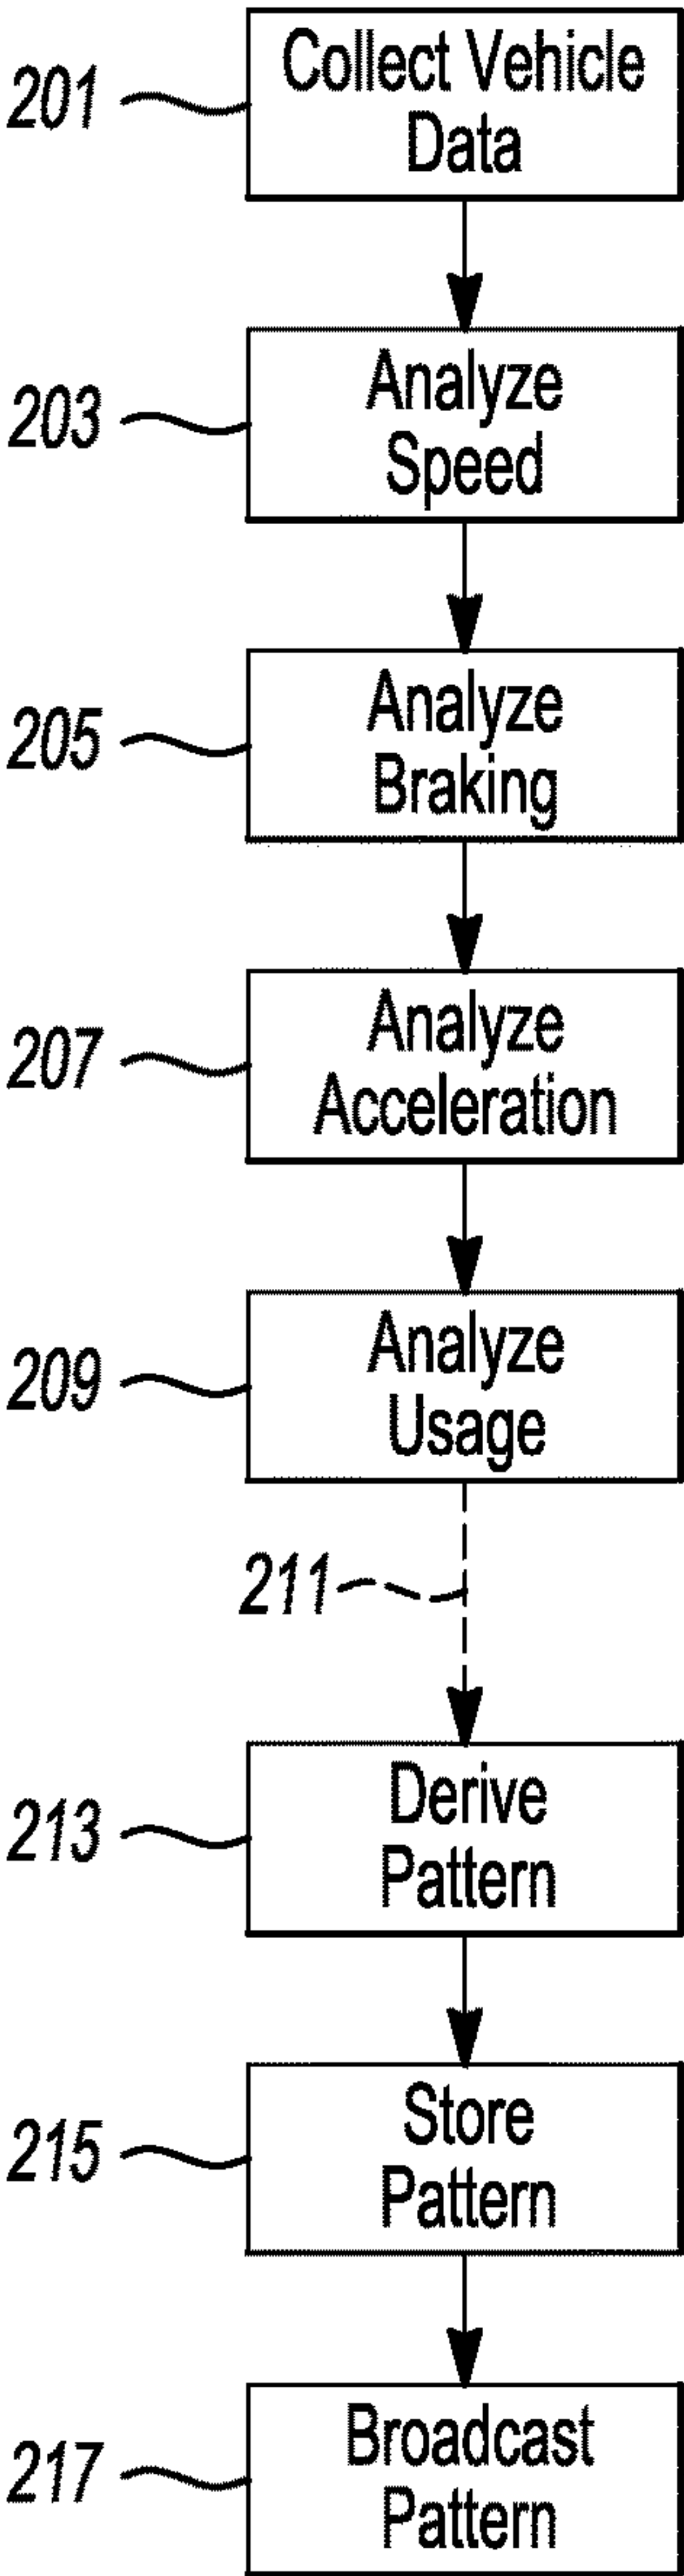 201
Collect Vehicle
Data
203
Analyze
Speed
205
Analyze
Braking
207
Analyze
Acceleration
209
Analyze
Usage
211
213
Derive
Pattern
215
Store
Pattern
217
Broadcast
Pattern